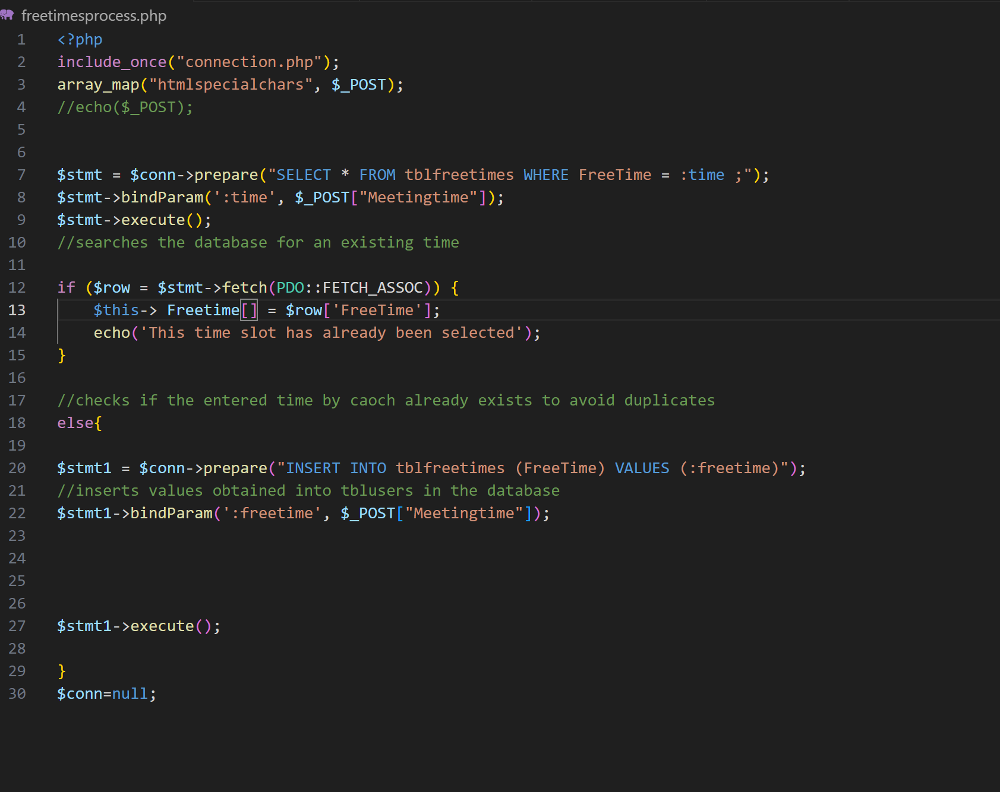 freetimesprocess.php
1 <?php
2 include_once("connection.php");
3 array_map("htmlspecialchars", $_POST);
4 //echo($_POST);
5
6
7 $stmt = $conn->prepare("SELECT * FROM tblfreetimes WHERE FreeTime = :time ;");
8 $stmt->bindParam(':time', $_POST["Meetingtime"]);
9 $stmt->execute();
10 //searches the database for an existing time
11
12 if ($row = $stmt->fetch(PDO::FETCH_ASSOC)) {
13     $this-> Freetime[] = $row['FreeTime'];
14     echo('This time slot has already been selected');
15 }
16
17 //checks if the entered time by caoch already exists to avoid duplicates
18 else{
19
20 $stmt1 = $conn->prepare("INSERT INTO tblfreetimes (FreeTime) VALUES (:freetime)");
21 //inserts values obtained into tblusers in the database
22 $stmt1->bindParam(':freetime', $_POST["Meetingtime"]);
23
24
25
26
27 $stmt1->execute();
28
29 }
30 $conn=null;